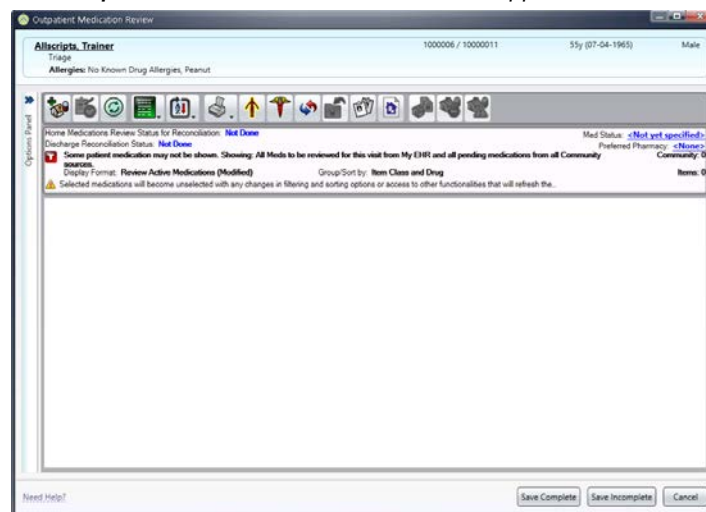 Outpatient Medication Review
Allscripts, Trainer 1000006 / 10000011 55y (07-04-1965) Male
Triage
Allergies: No Known Drug Allergies, Peanut
Options Panel
Home Medications Review Status for Reconciliation: Not Done Med Status: <Not yet specified>
Discharge Reconciliation Status: Not Done Preferred Pharmacy: <None>
Some patient medication may not be shown. Showing: All Meds to be reviewed for this visit from My EHR and all pending medications from all Community Community: 0
sources.
Display Format: Review Active Medications (Modified) Group/Sort by: Item Class and Drug Items: 0
Selected medications will become unselected with any changes in filtering and sorting options or access to other functionalities that will refresh the..
Need Help? Save Complete Save Incomplete Cancel